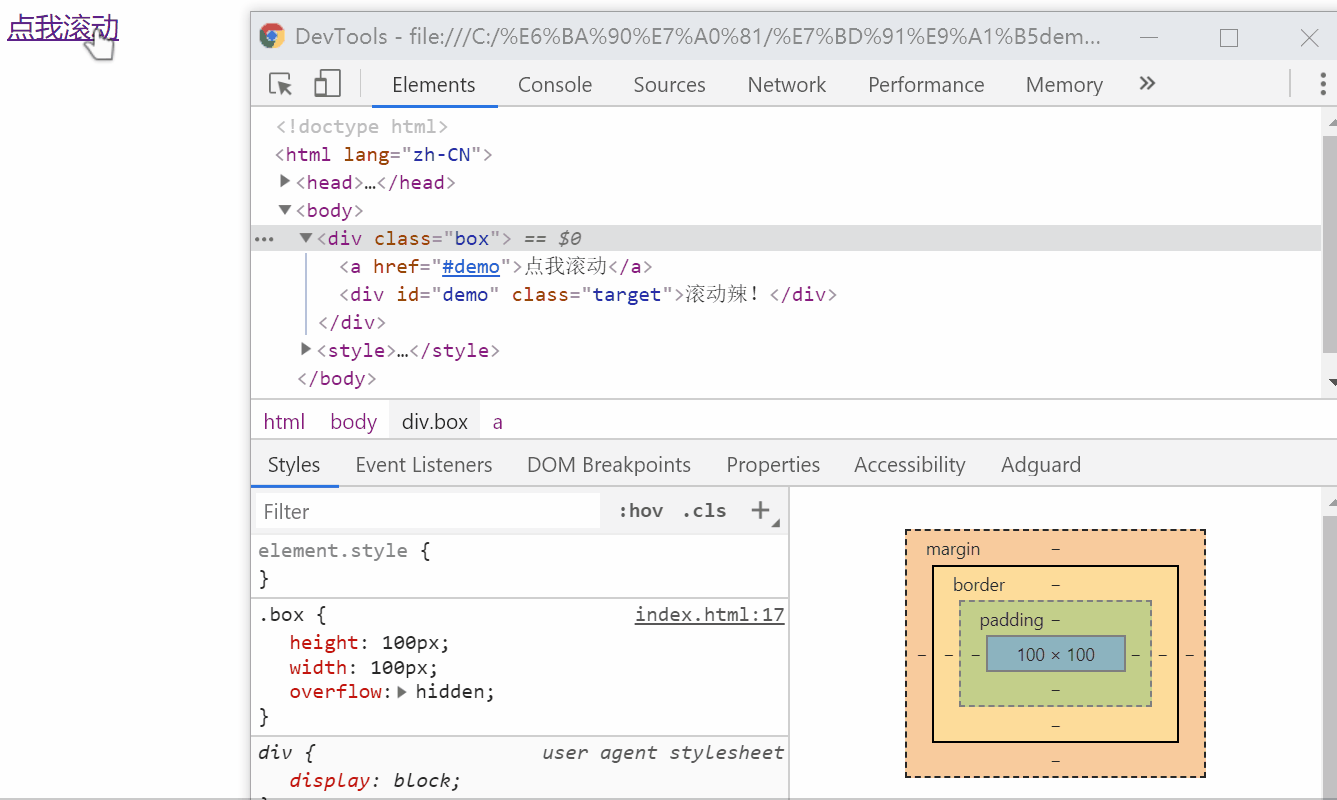 点我滚动
DevTools - file:///C:/%E6%BA%90%E7%A0%81/%E7%BD%91%E9%A1%B5dem...
Elements Console Sources Network Performance Memory »
<!doctype html>
<html lang="zh-CN">
<head>…</head>
<body>
<div class="box"> == $0
<a href="#demo">点我滚动</a>
<div id="demo" class="target">滚动辣! </div>
</div>
<style>…</style>
</body>
html body div.box a
Styles Event Listeners DOM Breakpoints Properties Accessibility Adguard
Filter :hov .cls +
element.style {
}
.box { index.html:17
height: 100px;
width: 100px;
overflow: hidden;
}
div { user agent stylesheet
display: block;
margin –
border –
padding –
– – – 100 × 100 – – –
–
–
–